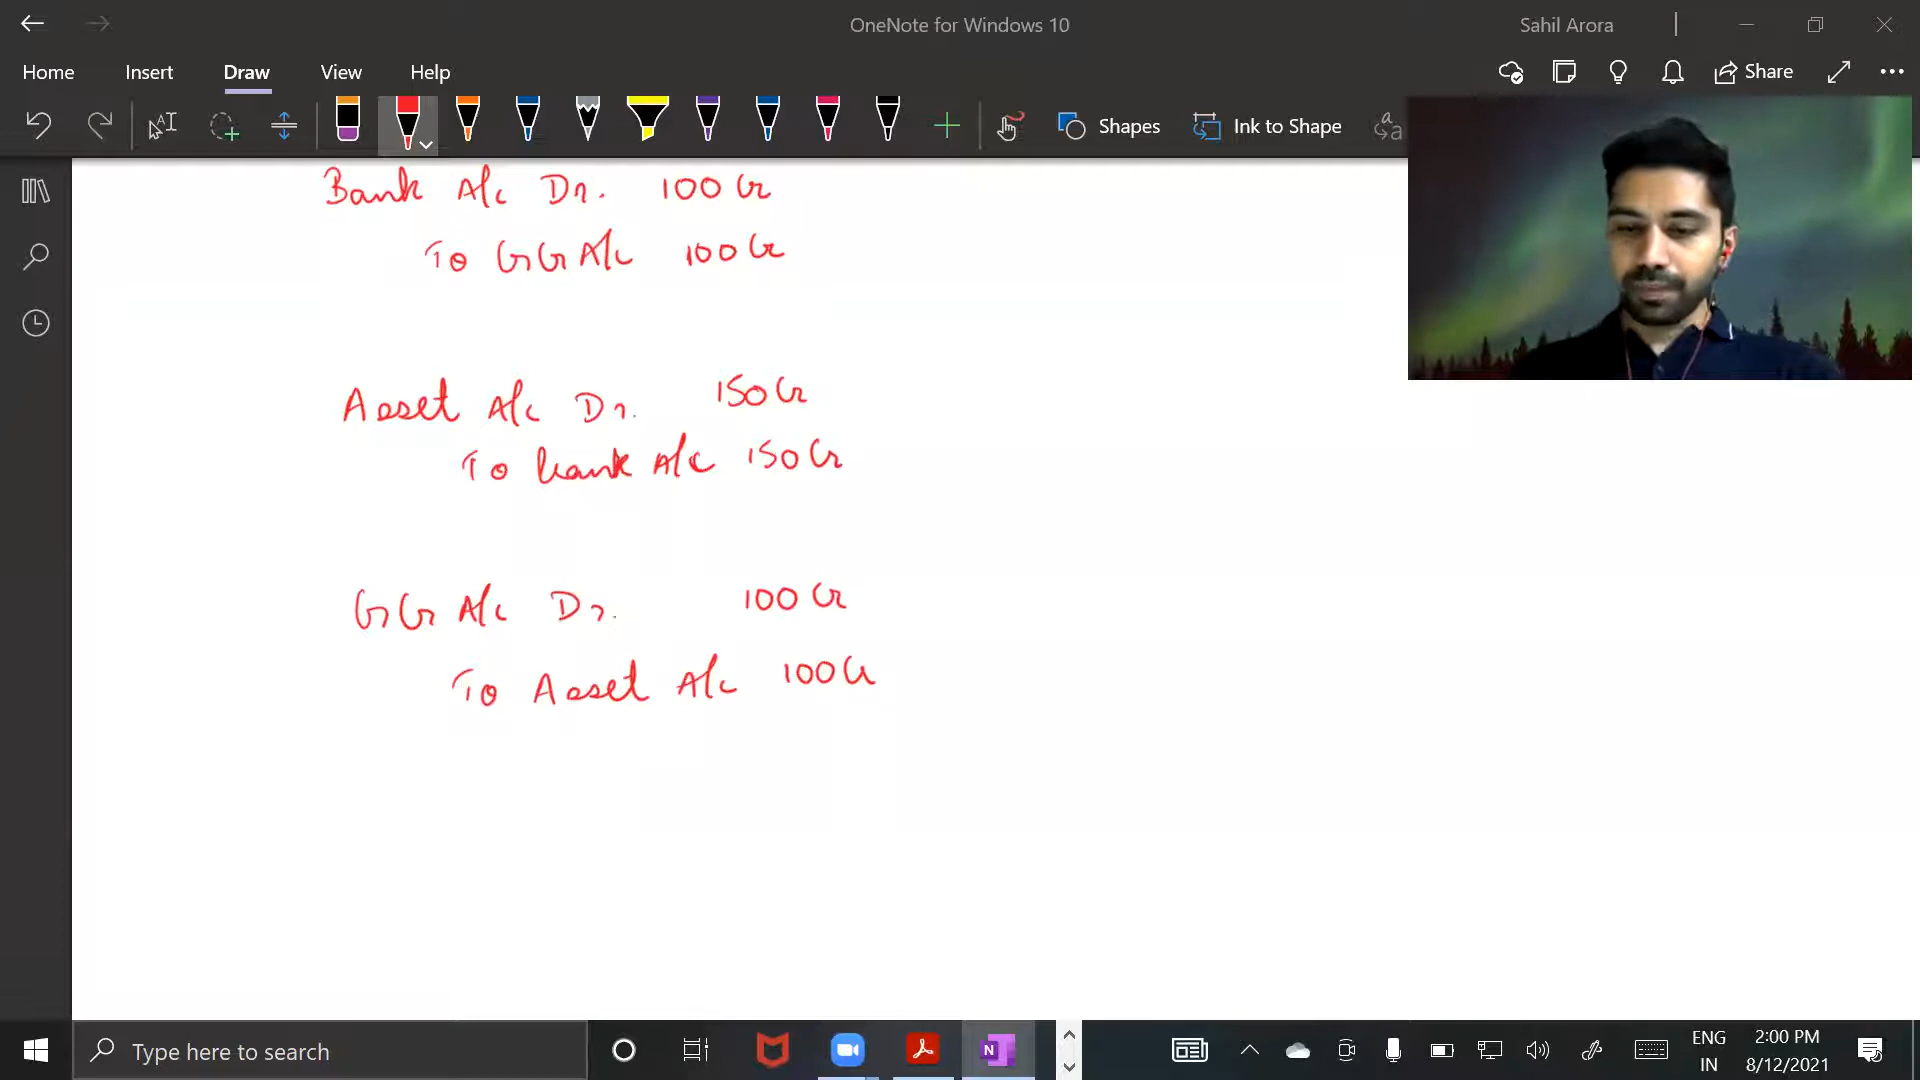 OneNote for Windows 10
Sahil Arora
Home Insert Draw View Help
Share
Shapes Ink to Shape
Bank A/c Dr. 100 Cr
To GG A/c 100 Cr
Asset A/c Dr. 150 Cr
To bank A/c 150 Cr
GG A/c Dr. 100 Cr
To Asset A/c 100 Cr
Type here to search
ENG
IN
2:00 PM
8/12/2021